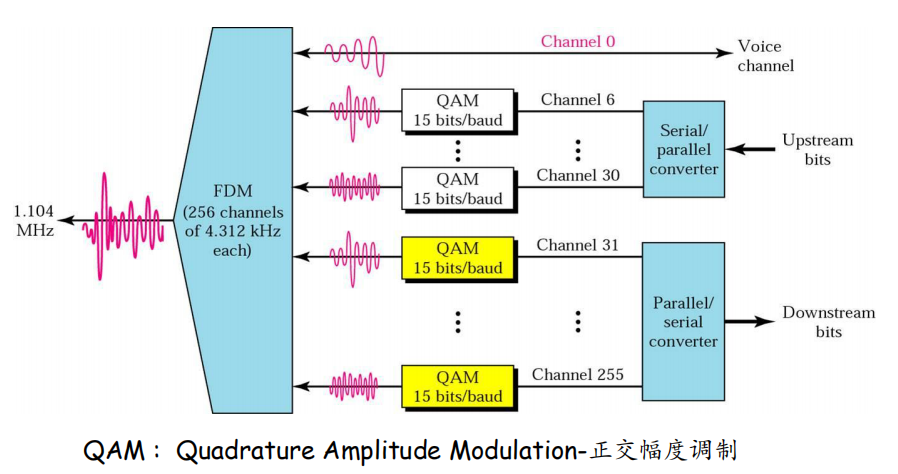 Channel 0
Voice
channel
QAM
15 bits/baud
Channel 6
Serial/
parallel
converter
Upstream
bits
QAM
15 bits/baud
Channel 30
1.104
MHz
FDM
(256 channels
of 4.312 kHz
each)
QAM
15 bits/baud
Channel 31
Parallel/
serial
converter
Downstream
bits
QAM
15 bits/baud
Channel 255
QAM : Quadrature Amplitude Modulation-正交幅度调制